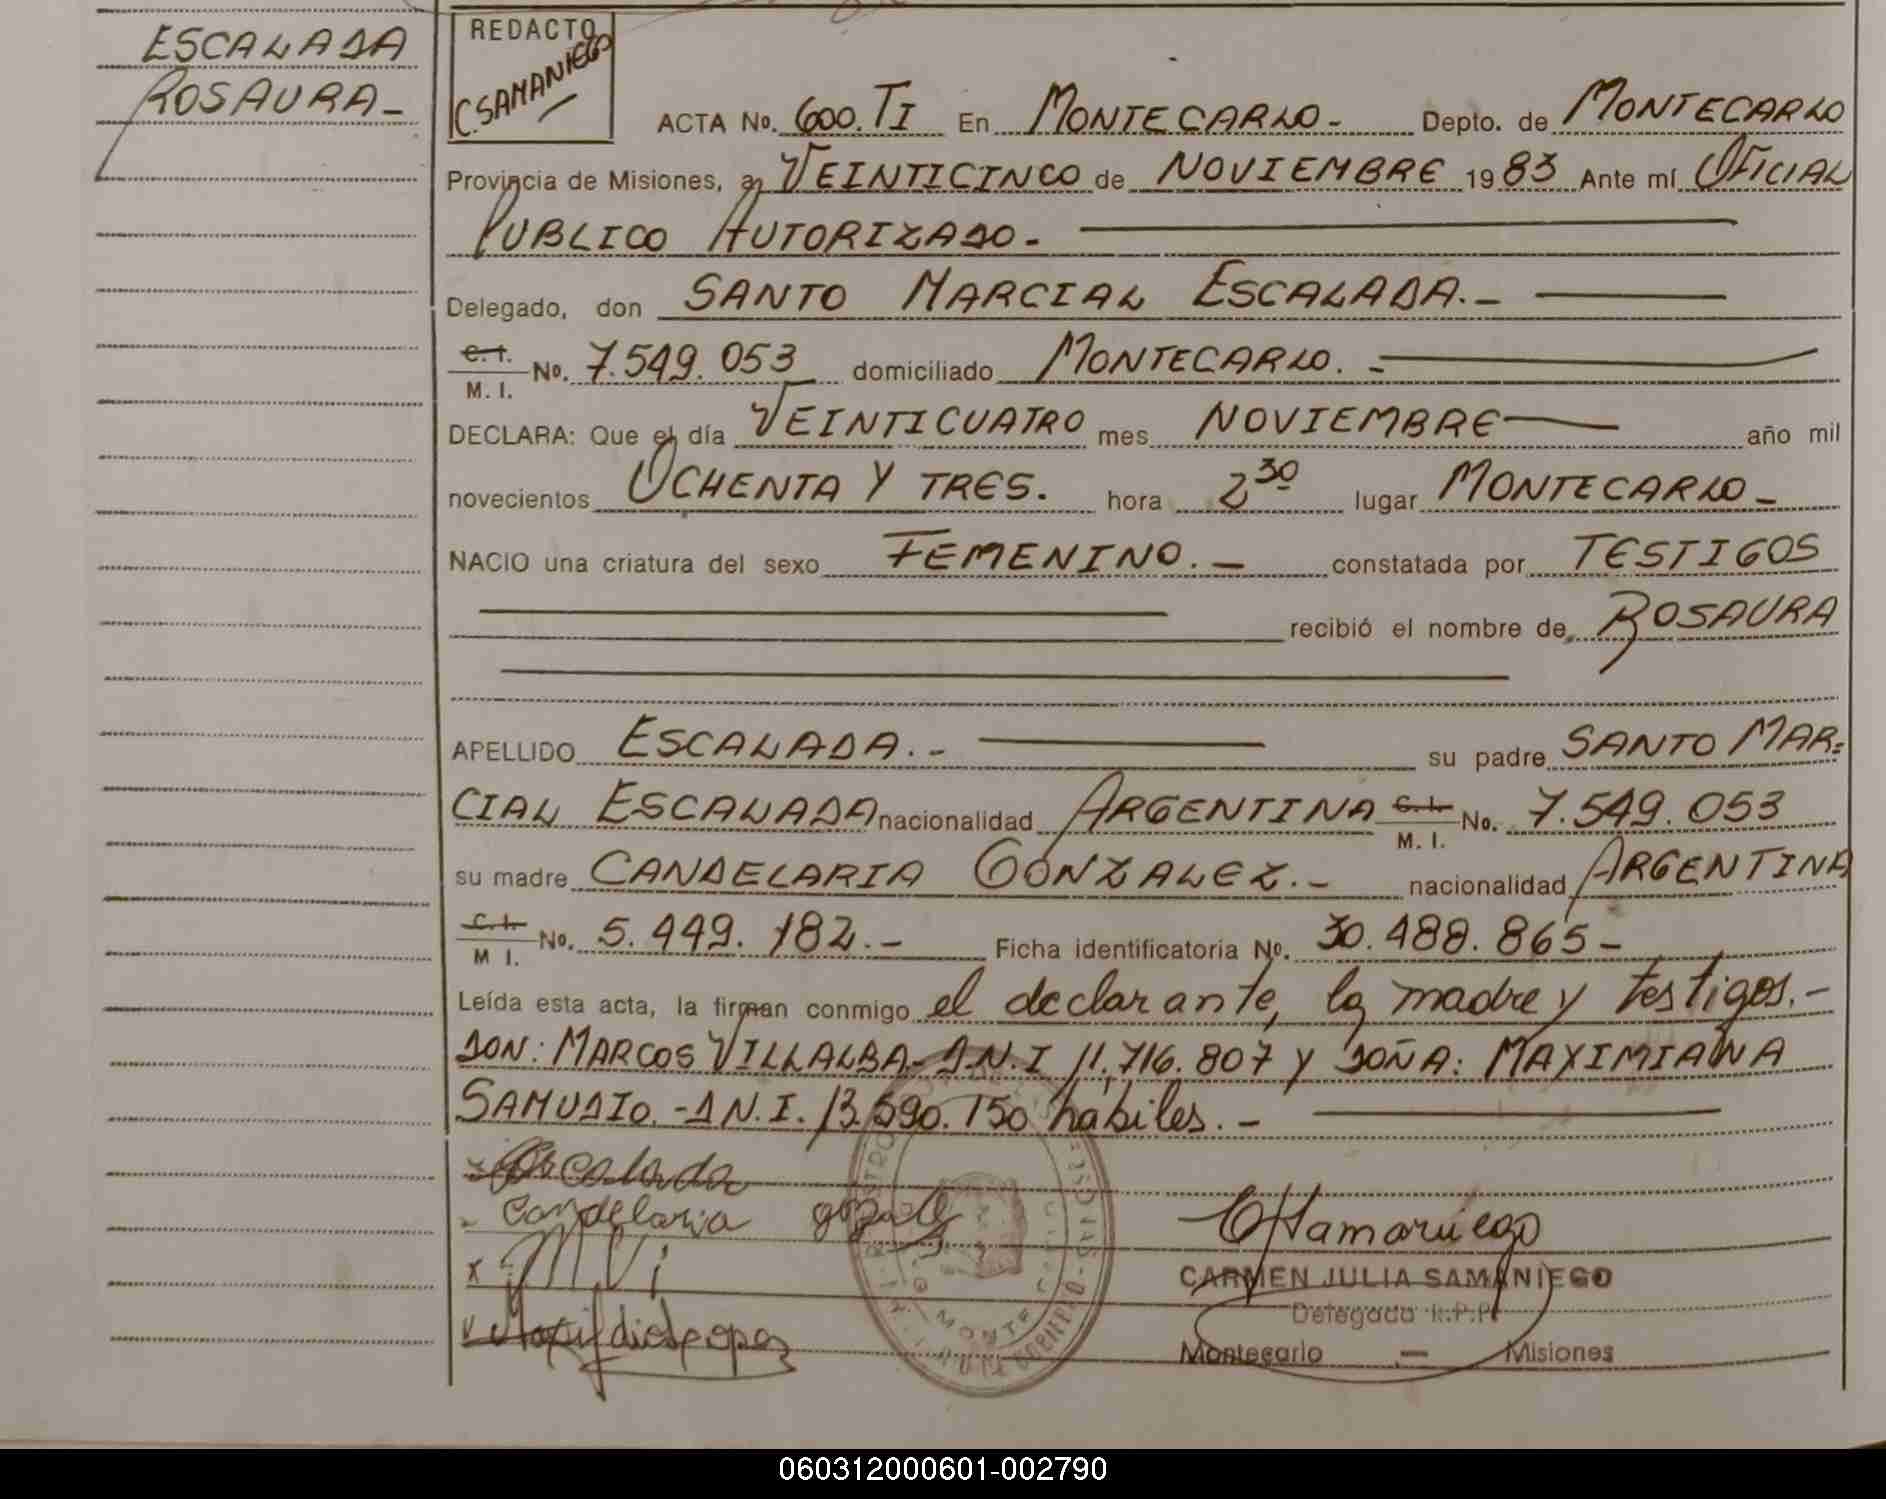 ESCALADA
ROSAURA-
REDACTO
C.SAMANIEGO
ACTA No. 600.TI En MONTECARLO.- Depto. de MONTECARLO
Provincia de Misiones, a VEINTICINCO de NOVIEMBRE 1983 Ante mí OFICIAL
PUBLICO AUTORIZADO.-
Delegado, don SANTO MARCIAL ESCALADA.-
C.I. M.I. No. 7.549.053 domiciliado MONTECARLO.-
DECLARA: Que el día VEINTICUATRO mes NOVIEMBRE año mil
novecientos OCHENTA Y TRES. hora 2 30 lugar MONTECARLO-
NACIO una criatura del sexo FEMENINO.- constatada por TESTIGOS
recibió el nombre de ROSAURA
APELLIDO ESCALADA.- su padre SANTO MAR=
CIAL ESCALADA nacionalidad ARGENTINA C.I. M.I. No. 7.549.053
su madre CANDELARIA GONZALEZ.- nacionalidad ARGENTINA
C.I. M I. No. 5.449.182.- Ficha identificatoria No. 30.488.865-
Leída esta acta, la firman conmigo el declarante, la madre y testigos.-
DON: MARCOS VILLALBA-D.N.I 11.716.807 Y DOÑA: MAXIMIANA
SAMUDIO.-D N.I. 13.590.150 hábiles.-
Escalada
Candelaria
CARMEN JULIA SAMANIEGO
Delegada R.P.P.
Montecarlo - Misiones
060312000601-002790